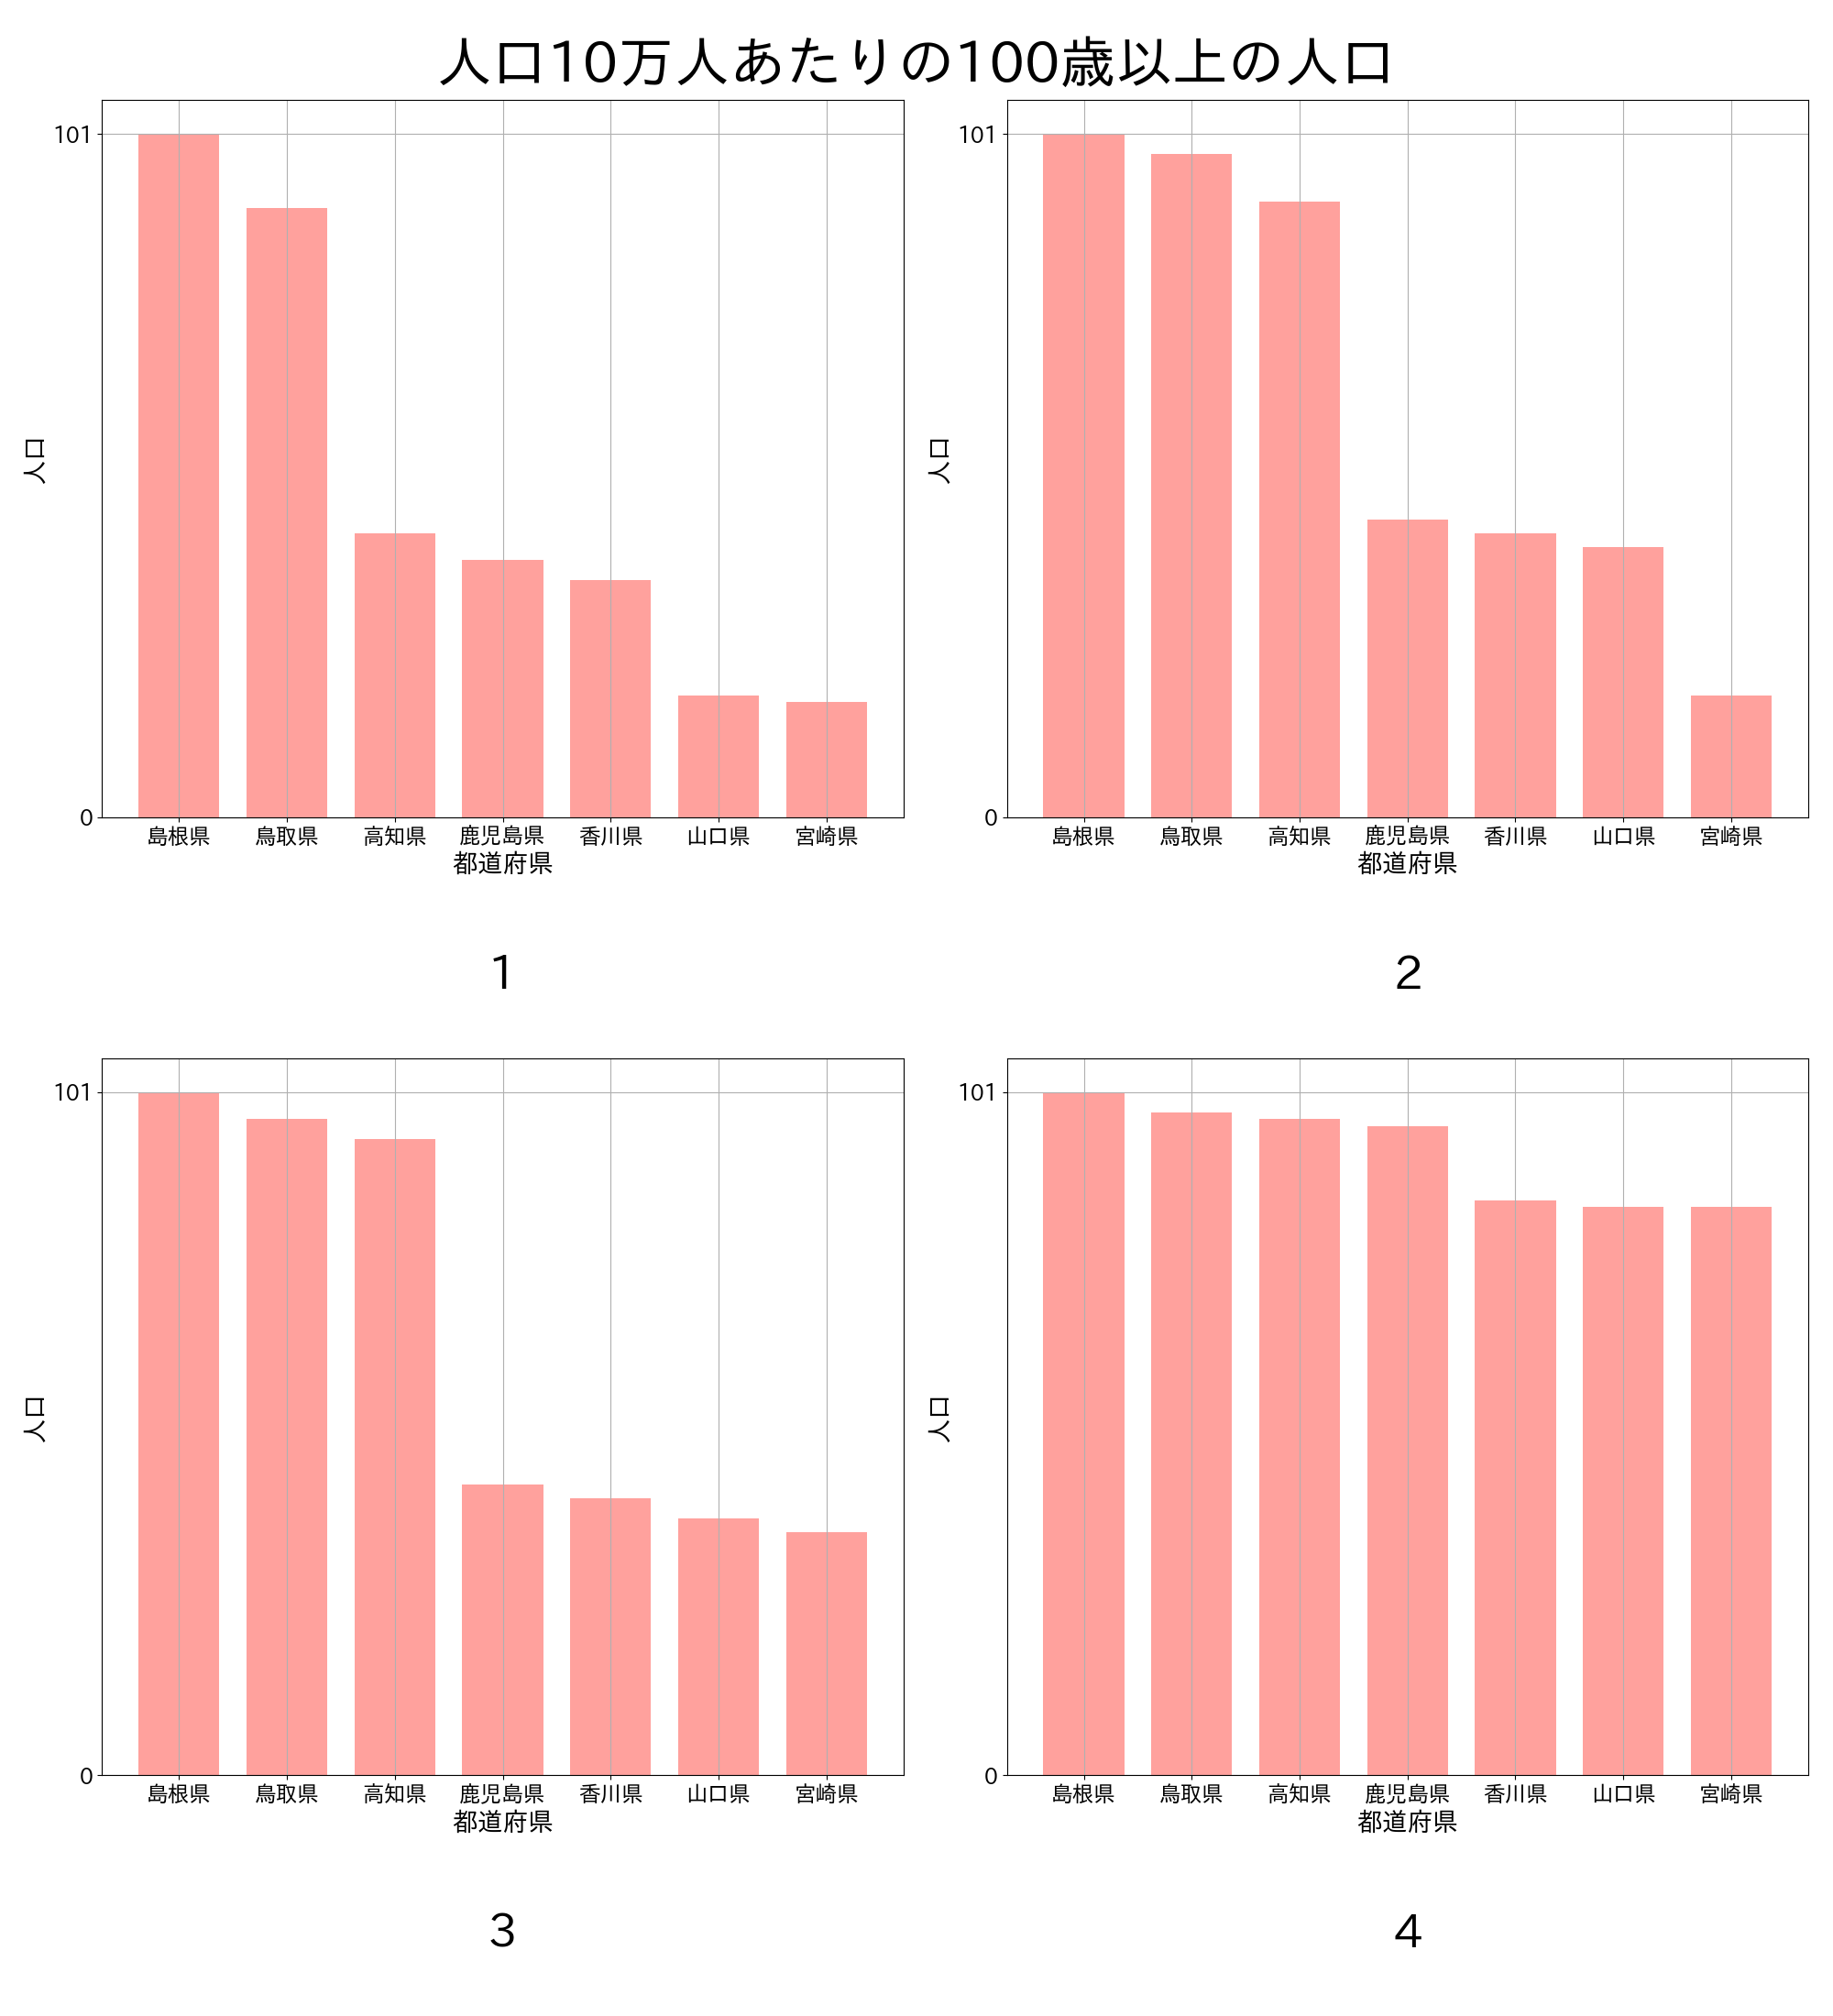 人口10万人あたりの100歳以上の人口
101
0
人口
島根県 鳥取県 高知県 鹿児島県 香川県 山口県 宮崎県
都道府県
1
101
0
人口
島根県 鳥取県 高知県 鹿児島県 香川県 山口県 宮崎県
都道府県
2
101
0
人口
島根県 鳥取県 高知県 鹿児島県 香川県 山口県 宮崎県
都道府県
3
101
0
人口
島根県 鳥取県 高知県 鹿児島県 香川県 山口県 宮崎県
都道府県
4